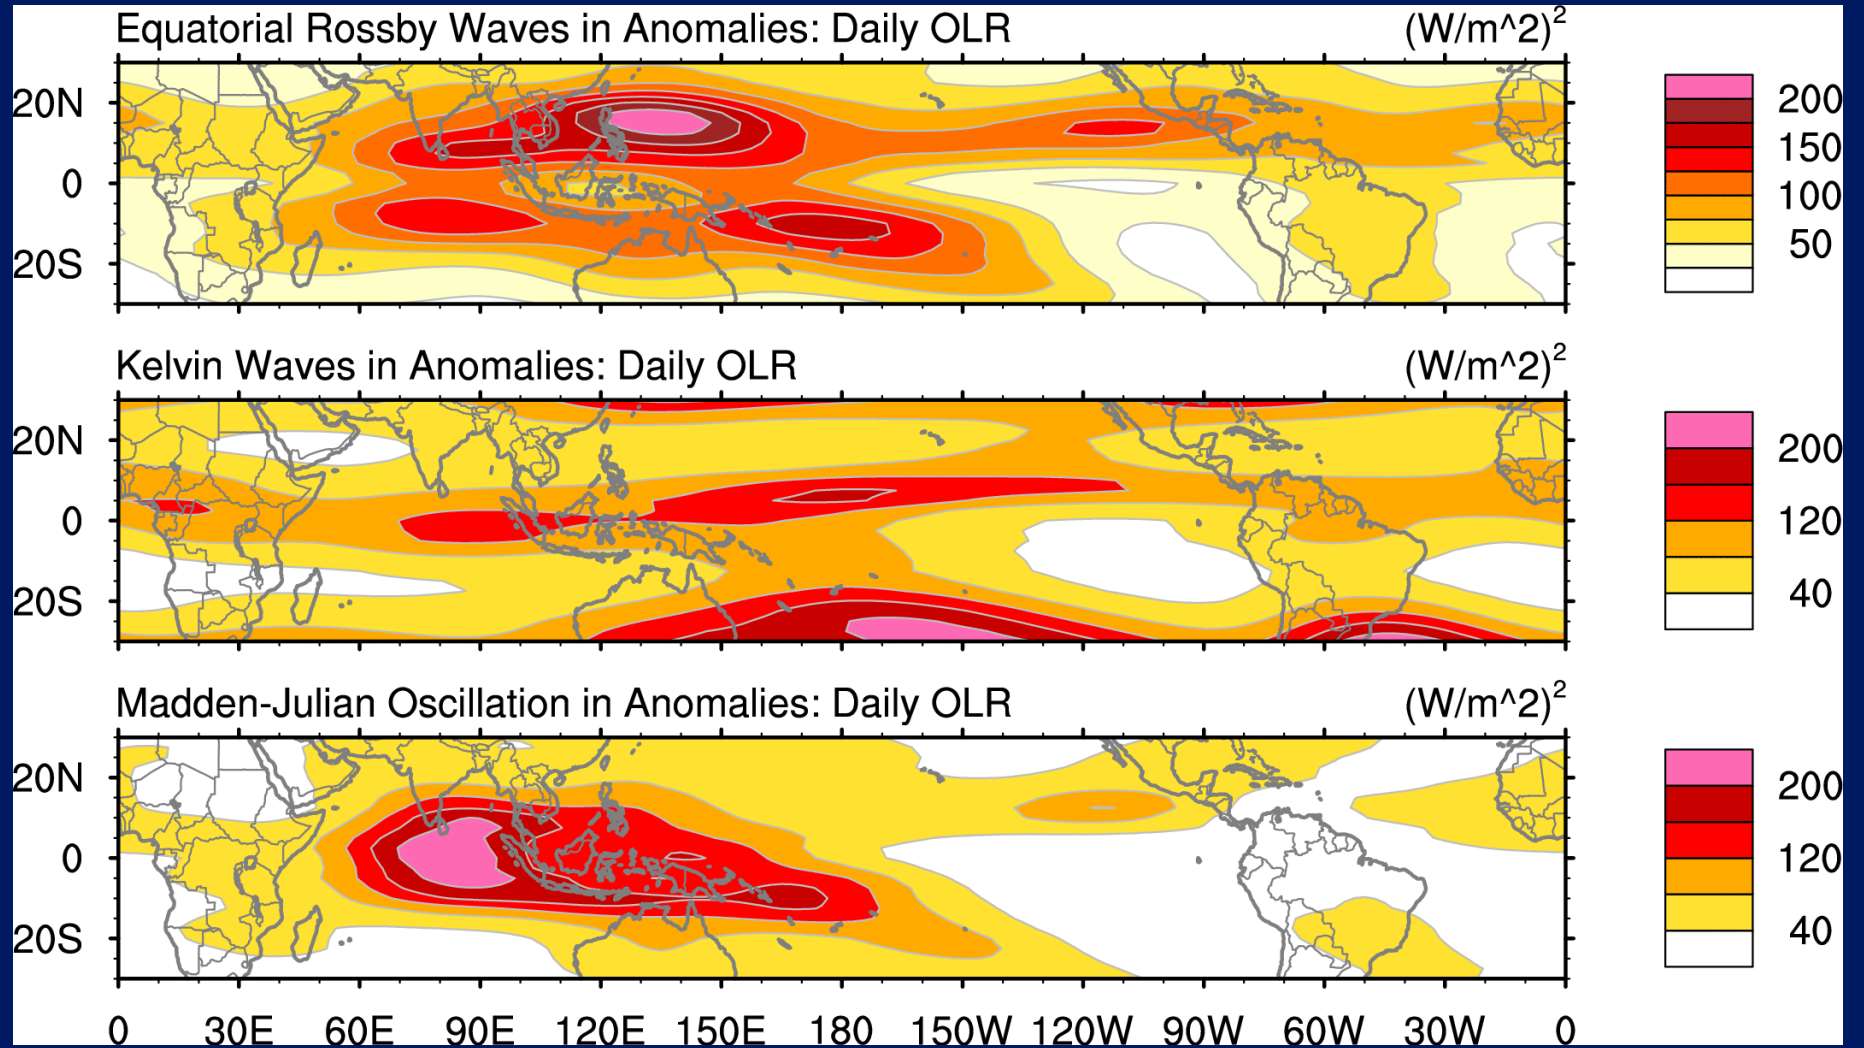 Equatorial Rossby Waves in Anomalies: Daily OLR (W/m^2)²
20N
0
20S
200
150
100
50
Kelvin Waves in Anomalies: Daily OLR (W/m^2)²
20N
0
20S
200
120
40
Madden-Julian Oscillation in Anomalies: Daily OLR (W/m^2)²
20N
0
20S
200
120
40
0 30E 60E 90E 120E 150E 180 150W 120W 90W 60W 30W 0